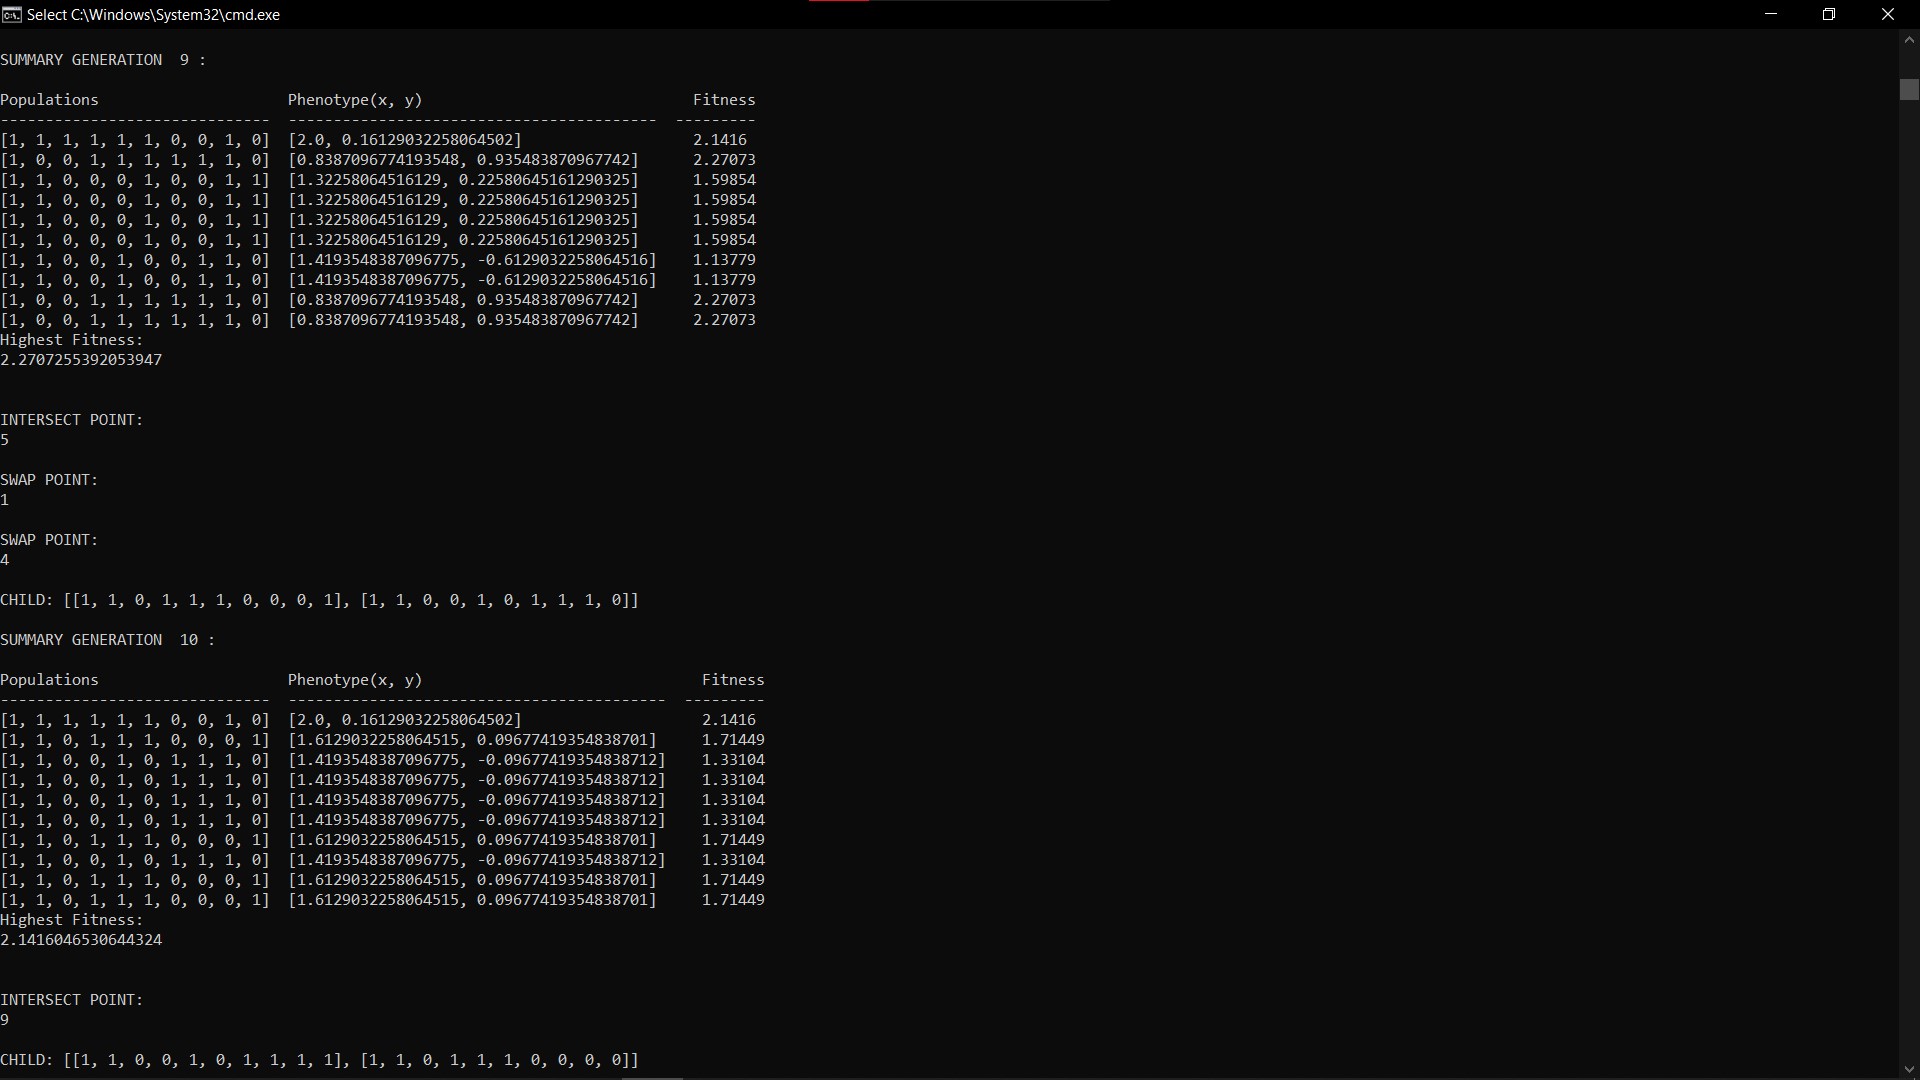 Select C:\Windows\System32\cmd.exe
SUMMARY GENERATION  9 :
Populations                     Phenotype(x, y)                              Fitness
------------------------------  -----------------------------------------  ---------
[1, 1, 1, 1, 1, 1, 0, 0, 1, 0]  [2.0, 0.16129032258064502]                   2.1416
[1, 0, 0, 1, 1, 1, 1, 1, 1, 0]  [0.8387096774193548, 0.935483870967742]      2.27073
[1, 1, 0, 0, 0, 1, 0, 0, 1, 1]  [1.32258064516129, 0.22580645161290325]      1.59854
[1, 1, 0, 0, 0, 1, 0, 0, 1, 1]  [1.32258064516129, 0.22580645161290325]      1.59854
[1, 1, 0, 0, 0, 1, 0, 0, 1, 1]  [1.32258064516129, 0.22580645161290325]      1.59854
[1, 1, 0, 0, 0, 1, 0, 0, 1, 1]  [1.32258064516129, 0.22580645161290325]      1.59854
[1, 1, 0, 0, 1, 0, 0, 1, 1, 0]  [1.4193548387096775, -0.6129032258064516]    1.13779
[1, 1, 0, 0, 1, 0, 0, 1, 1, 0]  [1.4193548387096775, -0.6129032258064516]    1.13779
[1, 0, 0, 1, 1, 1, 1, 1, 1, 0]  [0.8387096774193548, 0.935483870967742]      2.27073
[1, 0, 0, 1, 1, 1, 1, 1, 1, 0]  [0.8387096774193548, 0.935483870967742]      2.27073
Highest Fitness:
2.2707255392053947
INTERSECT POINT:
5
SWAP POINT:
1
SWAP POINT:
4
CHILD: [[1, 1, 0, 1, 1, 1, 0, 0, 0, 1], [1, 1, 0, 0, 1, 0, 1, 1, 1, 0]]
SUMMARY GENERATION  10 :
Populations                     Phenotype(x, y)                               Fitness
------------------------------  ------------------------------------------  ---------
[1, 1, 1, 1, 1, 1, 0, 0, 1, 0]  [2.0, 0.16129032258064502]                    2.1416
[1, 1, 0, 1, 1, 1, 0, 0, 0, 1]  [1.6129032258064515, 0.09677419354838701]     1.71449
[1, 1, 0, 0, 1, 0, 1, 1, 1, 0]  [1.4193548387096775, -0.09677419354838712]    1.33104
[1, 1, 0, 0, 1, 0, 1, 1, 1, 0]  [1.4193548387096775, -0.09677419354838712]    1.33104
[1, 1, 0, 0, 1, 0, 1, 1, 1, 0]  [1.4193548387096775, -0.09677419354838712]    1.33104
[1, 1, 0, 0, 1, 0, 1, 1, 1, 0]  [1.4193548387096775, -0.09677419354838712]    1.33104
[1, 1, 0, 1, 1, 1, 0, 0, 0, 1]  [1.6129032258064515, 0.09677419354838701]     1.71449
[1, 1, 0, 0, 1, 0, 1, 1, 1, 0]  [1.4193548387096775, -0.09677419354838712]    1.33104
[1, 1, 0, 1, 1, 1, 0, 0, 0, 1]  [1.6129032258064515, 0.09677419354838701]     1.71449
[1, 1, 0, 1, 1, 1, 0, 0, 0, 1]  [1.6129032258064515, 0.09677419354838701]     1.71449
Highest Fitness:
2.1416046530644324
INTERSECT POINT:
9
CHILD: [[1, 1, 0, 0, 1, 0, 1, 1, 1, 1], [1, 1, 0, 1, 1, 1, 0, 0, 0, 0]]